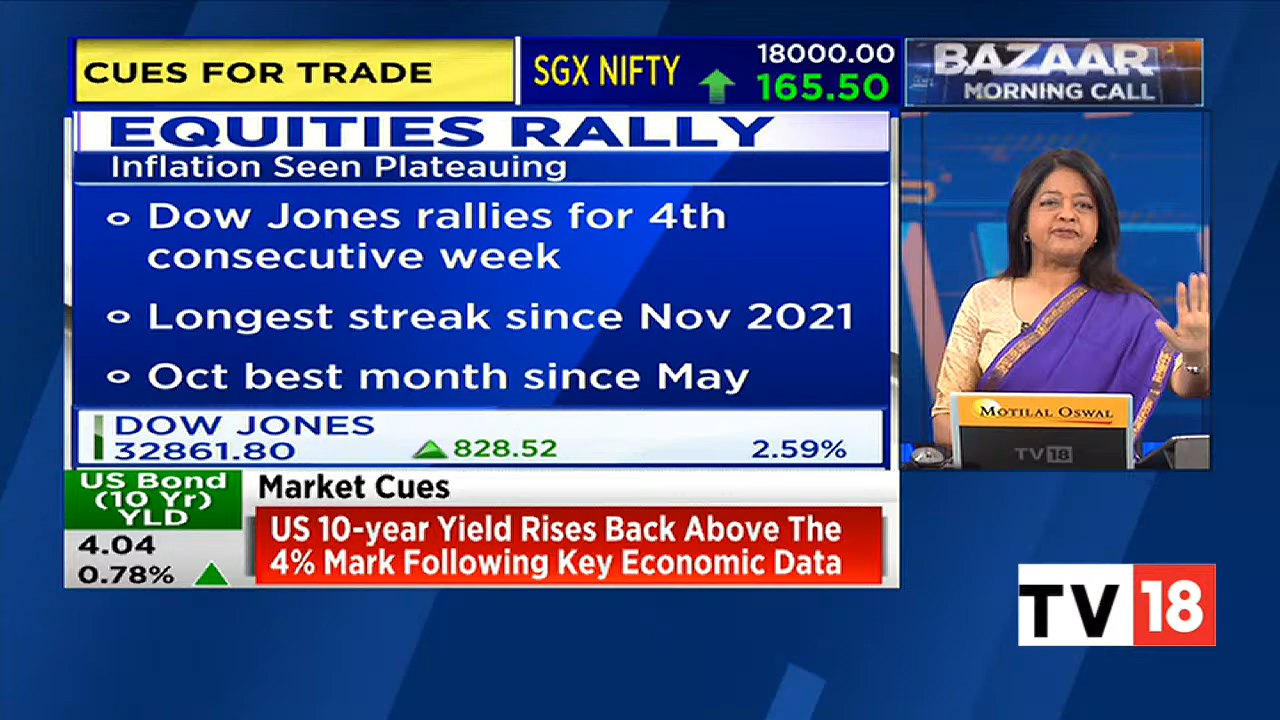 CUES FOR TRADE
SGX NIFTY
18000.00
165.50
BAZAAR
MORNING CALL
EQUITIES RALLY
Inflation Seen Plateauing
Dow Jones rallies for 4th
consecutive week
Longest streak since Nov 2021
Oct best month since May
DOW JONES
32861.80
828.52
2.59%
MOTILAL OSWAL
TV18
US Bond
(10 Yr)
YLD
4.04
0.78%
Market Cues
US 10-year Yield Rises Back Above The
4% Mark Following Key Economic Data
TV18